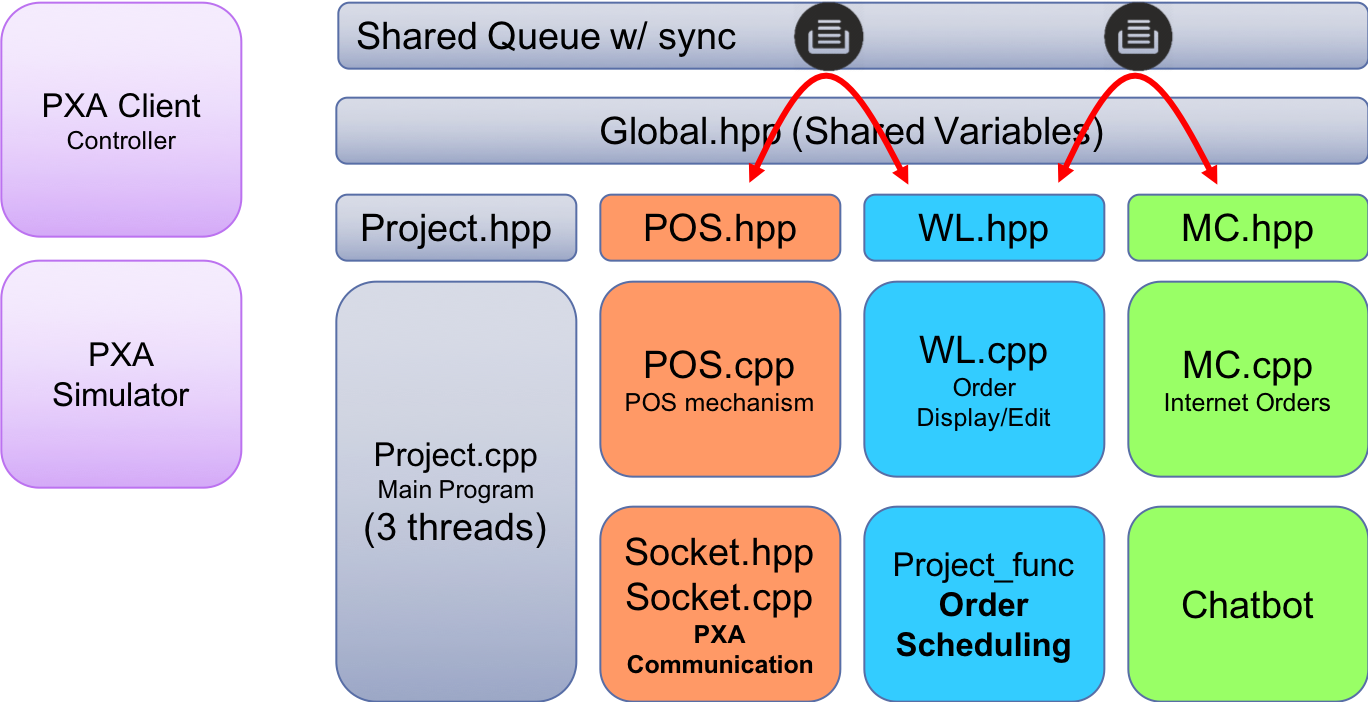 PXA Client
Controller
PXA
Simulator
Shared Queue w/ sync
Global.hpp (Shared Variables)
Project.hpp
POS.hpp
WL.hpp
MC.hpp
Project.cpp
Main Program
(3 threads)
POS.cpp
POS mechanism
WL.cpp
Order
Display/Edit
MC.cpp
Internet Orders
Socket.hpp
Socket.cpp
PXA
Communication
Project_func
Order
Scheduling
Chatbot